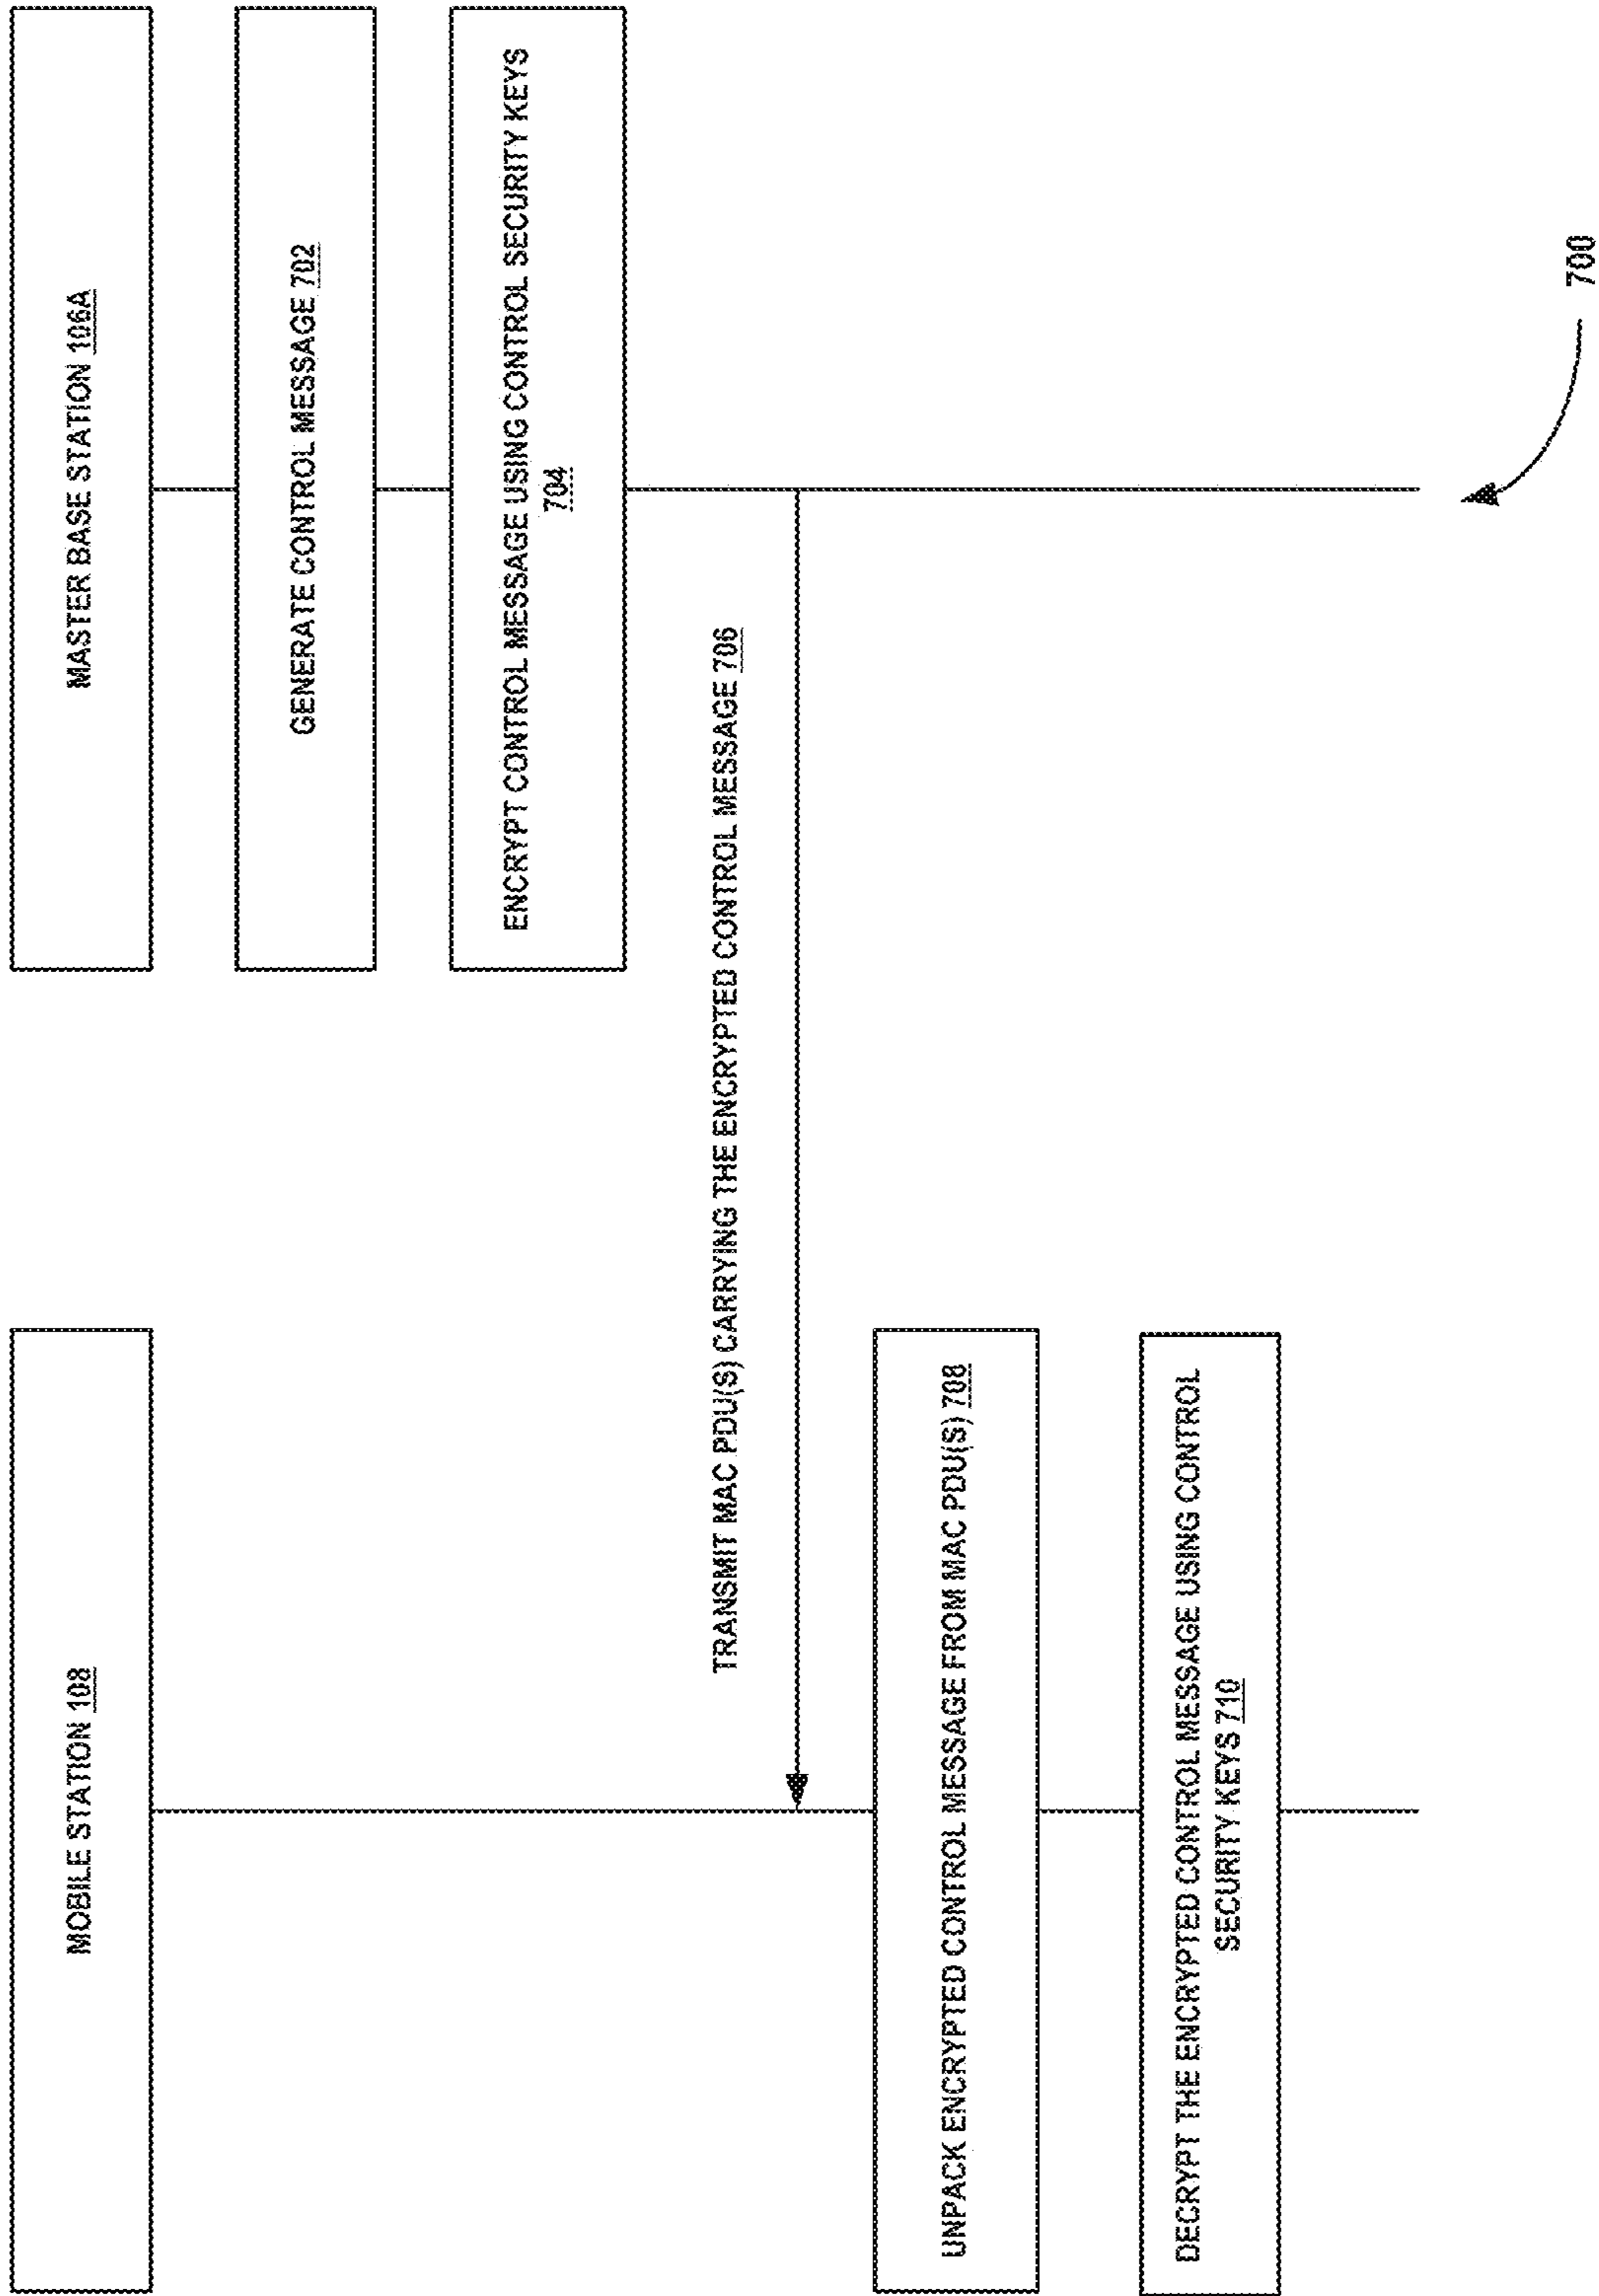 MOBILE STATION 108
MASTER BASE STATION 106A
GENERATE CONTROL MESSAGE 702
ENCRYPT CONTROL MESSAGE USING CONTROL SECURITY KEYS
704
TRANSMIT MAC PDU(S) CARRYING THE ENCRYPTED CONTROL MESSAGE 706
UNPACK ENCRYPTED CONTROL MESSAGE FROM MAC PDU(S) 708
DECRYPT THE ENCRYPTED CONTROL MESSAGE USING CONTROL
SECURITY KEYS 710
700